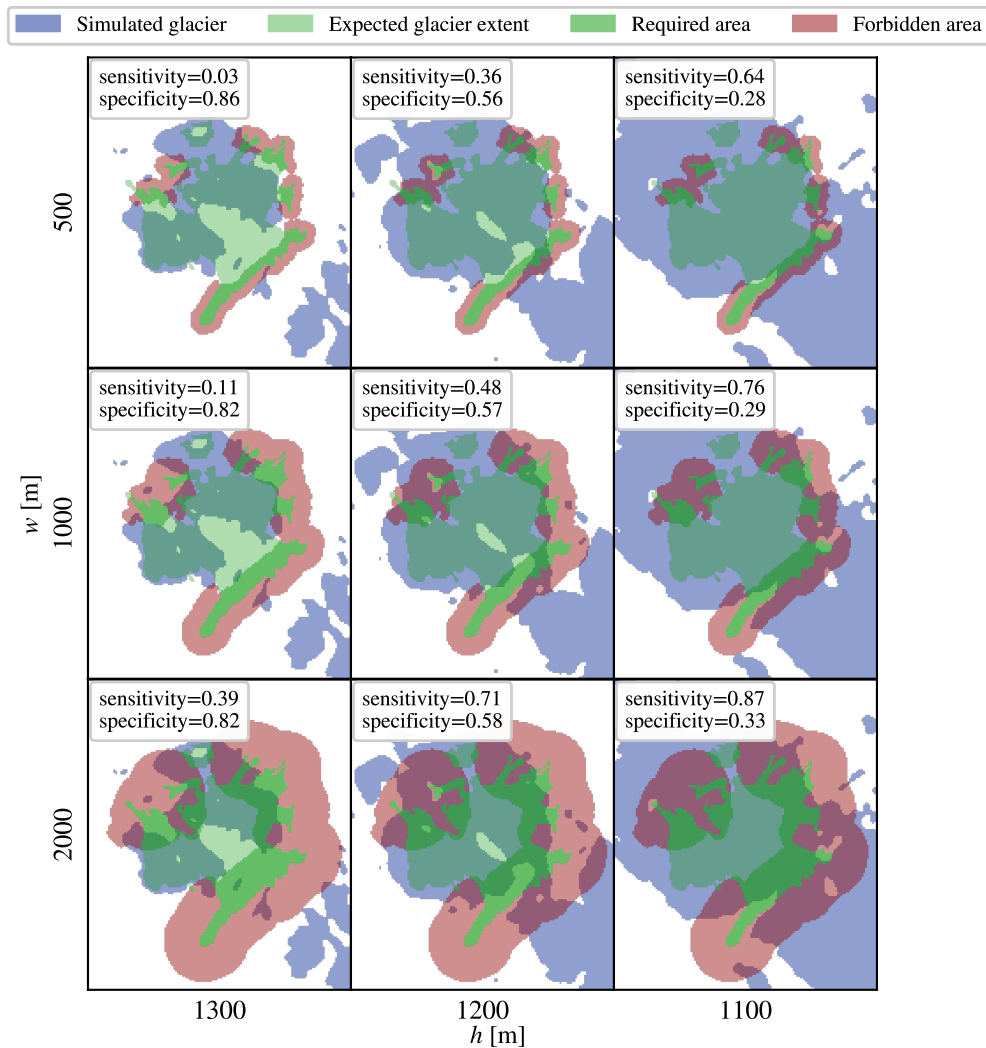 Simulated glacier Expected glacier extent Required area Forbidden area
sensitivity=0.03
specificity=0.86
sensitivity=0.36
specificity=0.56
sensitivity=0.64
specificity=0.28
500
sensitivity=0.11
specificity=0.82
sensitivity=0.48
specificity=0.57
sensitivity=0.76
specificity=0.29
w [m]
1000
sensitivity=0.39
specificity=0.82
sensitivity=0.71
specificity=0.58
sensitivity=0.87
specificity=0.33
2000
1300 1200 1100
h [m]